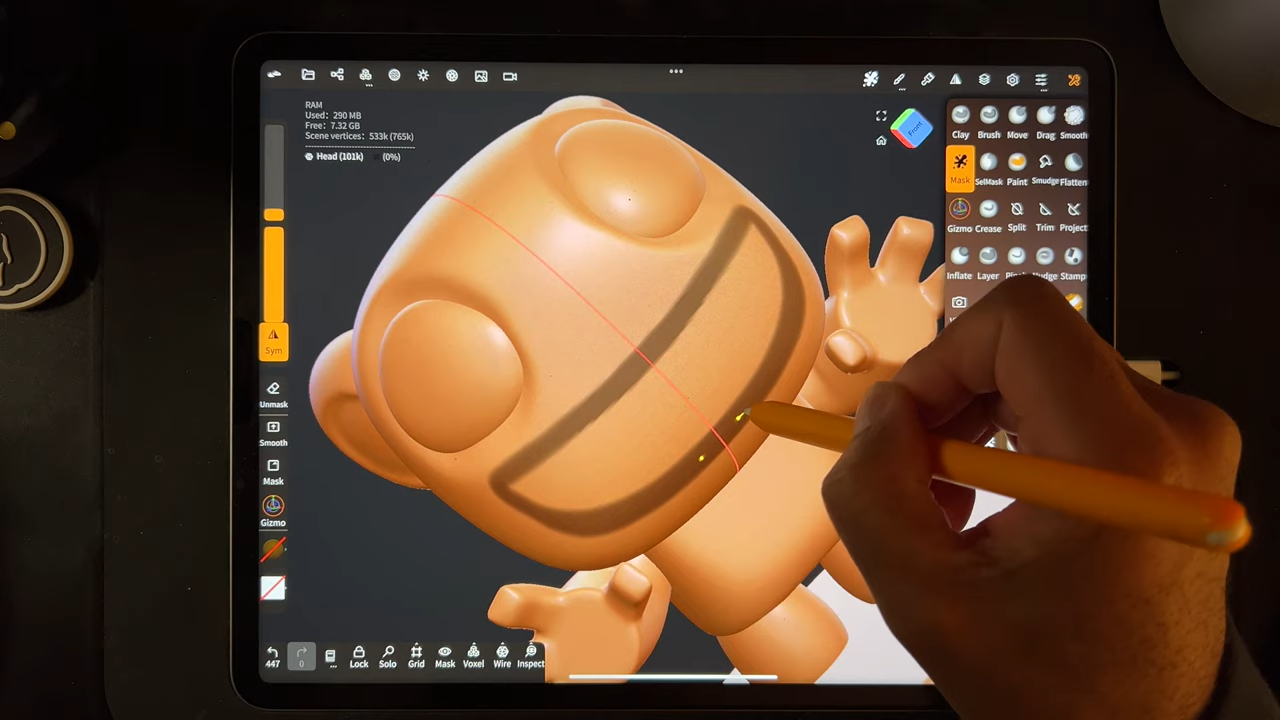 RAM
Used: 290 MB
Free: 7.32 GB
Scene vertices: 533k (765k)
Head (101k) (0%)
Front
Clay Brush Move Drag Smooth
Mask SelMask Paint Smudge Flatten
Gizmo Crease Split Trim Project
Inflate Layer Stamp
Sym
Unmask
Smooth
Mask
Gizmo
447 0 Lock Solo Grid Mask Voxel Wire Inspect